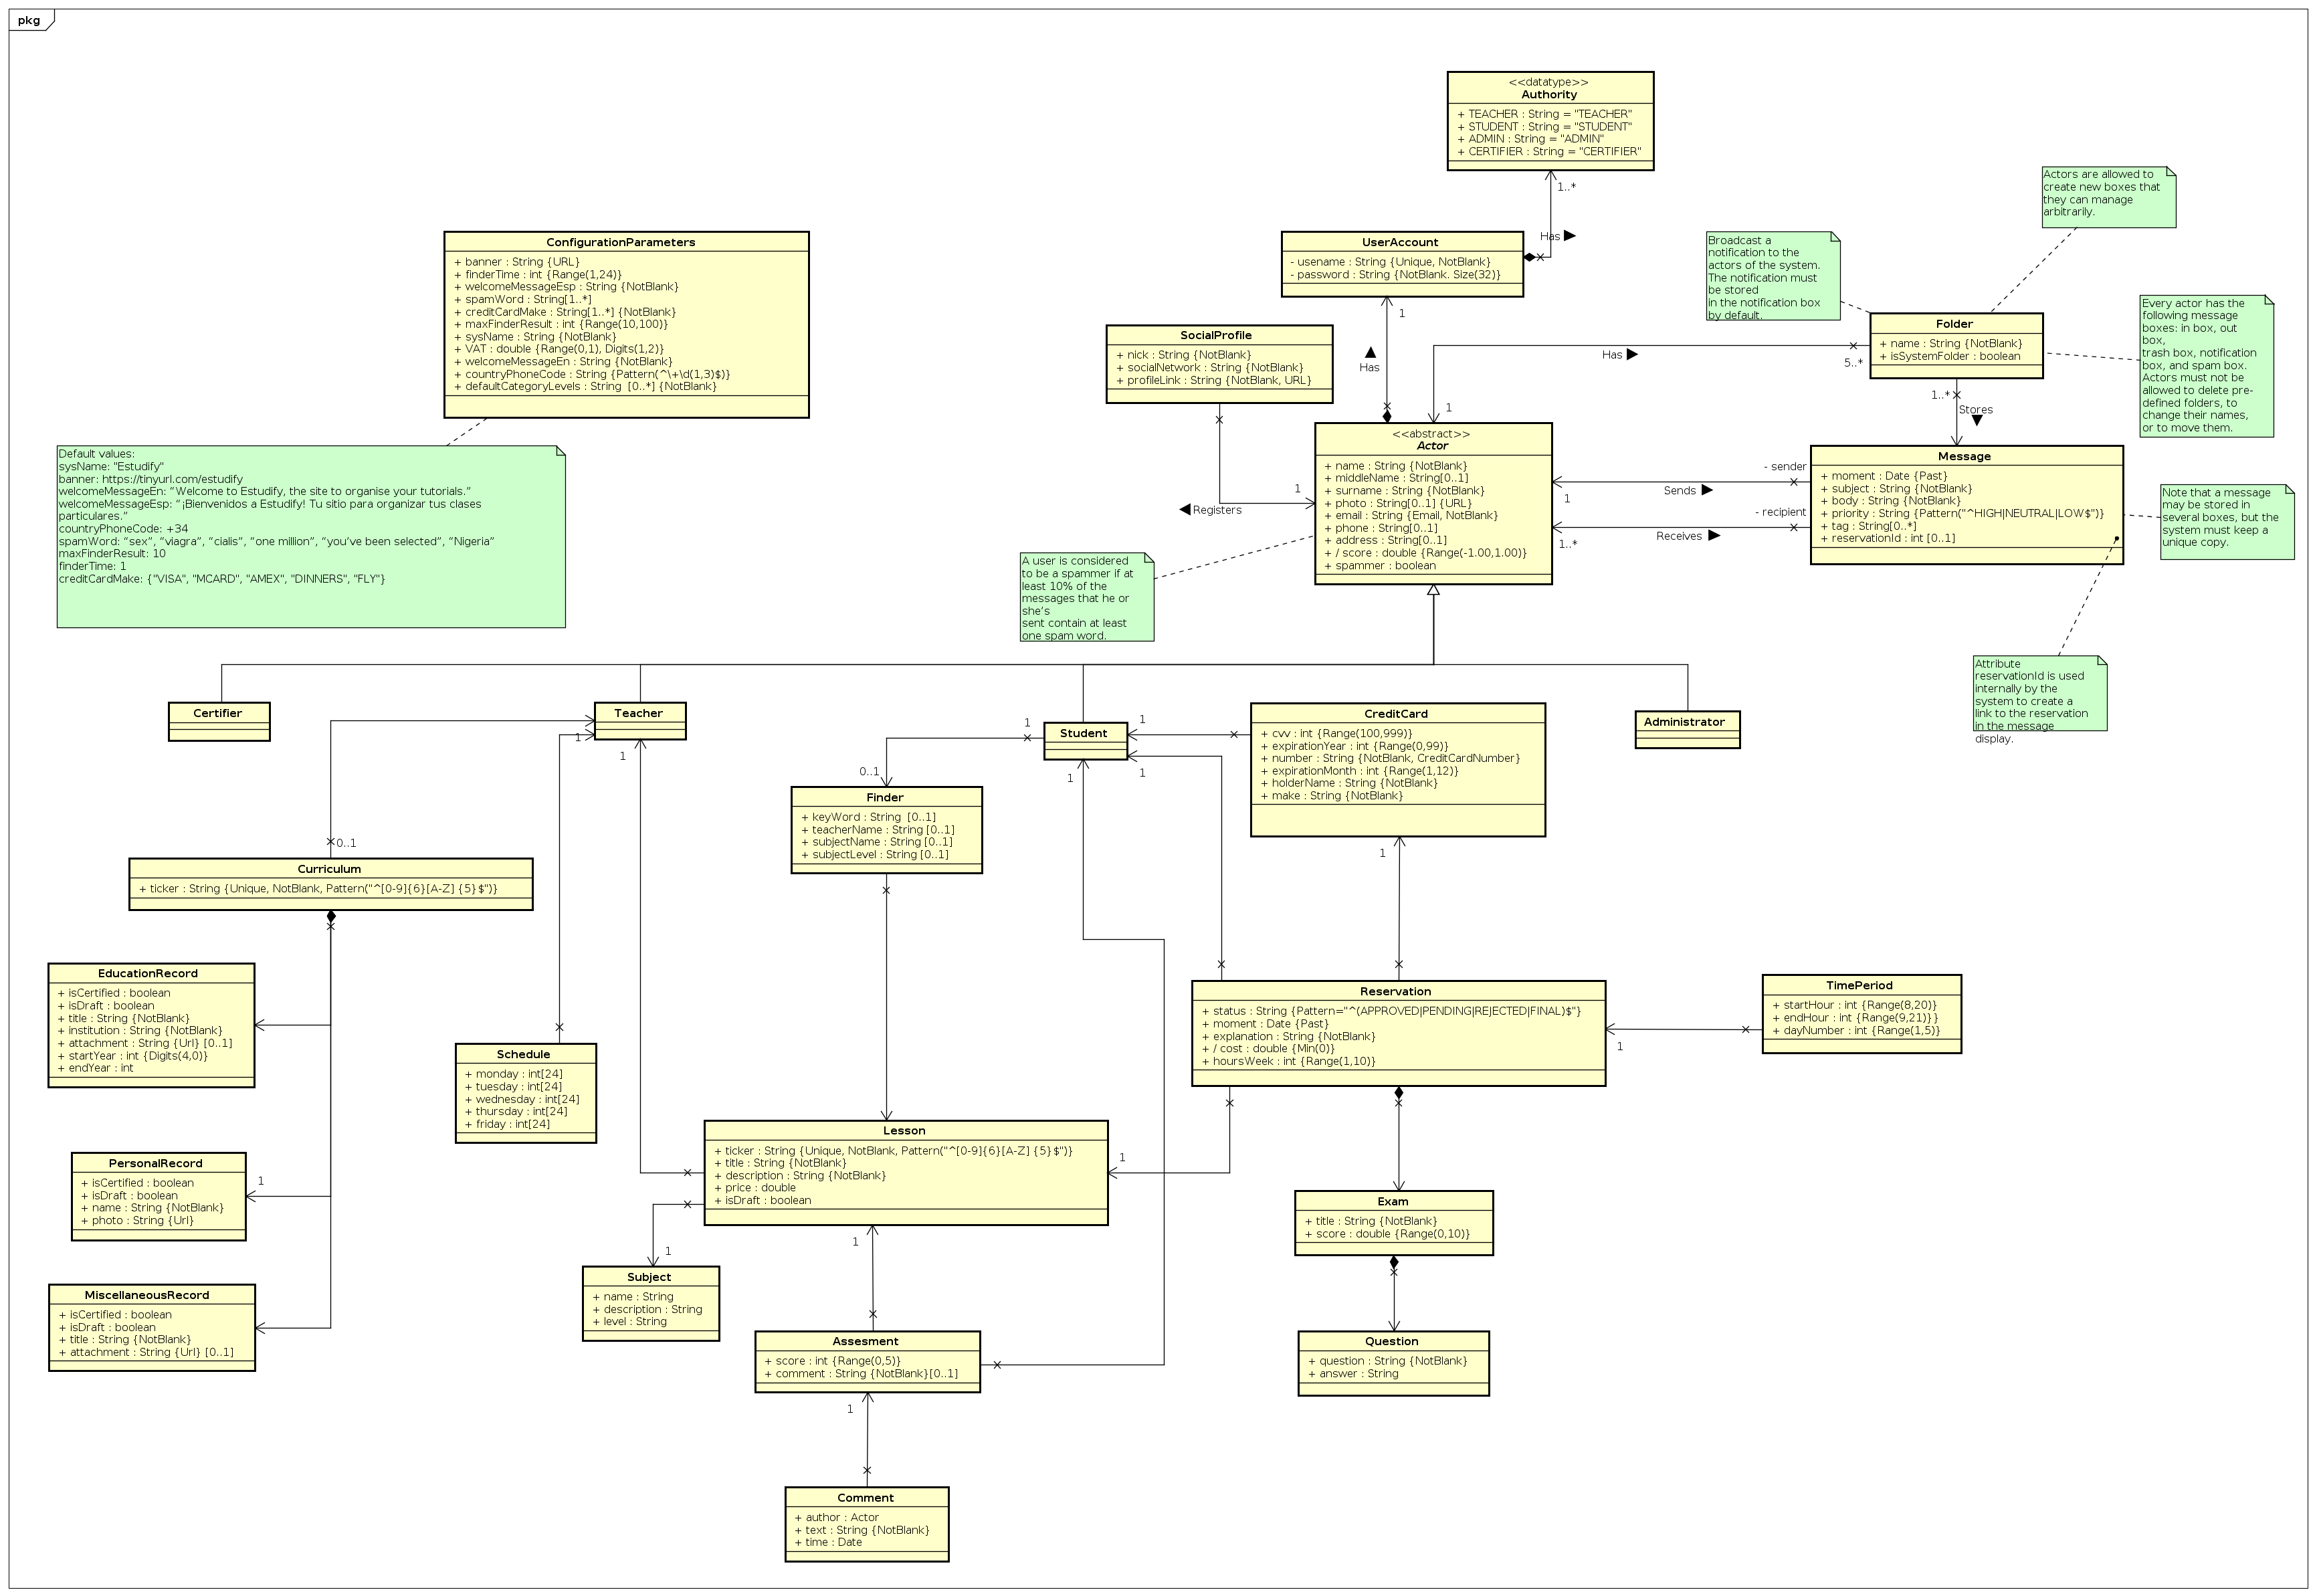 pkg
<<datatype>>
Authority
+ TEACHER : String = "TEACHER"
+ STUDENT : String = "STUDENT"
+ ADMIN : String = "ADMIN"
+ CERTIFIER : String = "CERTIFIER"
1..*
Has
Actors are allowed to
create new boxes that
they can manage
arbitrarily.
ConfigurationParameters
+ banner : String {URL}
+ finderTime : int {Range(1,24)}
+ welcomeMessageEsp : String {NotBlank}
+ spamWord : String[1..*]
+ creditCardMake : String[1..*] {NotBlank}
+ maxFinderResult : int {Range(10,100)}
+ sysName : String {NotBlank}
+ VAT : double {Range(0,1), Digits(1,2)}
+ welcomeMessageEn : String {NotBlank}
+ countryPhoneCode : String {Pattern(^\+\d(1,3)$)}
+ defaultCategoryLevels : String  [0..*] {NotBlank}
UserAccount
- usename : String {Unique, NotBlank}
- password : String {NotBlank. Size(32)}
1
Has
Broadcast a
notification to the
actors of the system.
The notification must
be stored
in the notification box
by default.
Folder
+ name : String {NotBlank}
+ isSystemFolder : boolean
Has
5..*
1
1..*
Stores
Every actor has the
following message
boxes: in box, out
box,
trash box, notification
box, and spam box.
Actors must not be
allowed to delete pre-
defined folders, to
change their names,
or to move them.
SocialProfile
+ nick : String {NotBlank}
+ socialNetwork : String {NotBlank}
+ profileLink : String {NotBlank, URL}
1
Registers
Default values:
sysName: "Estudify"
banner: https://tinyurl.com/estudify
welcomeMessageEn: “Welcome to Estudify, the site to organise your tutorials.”
welcomeMessageEsp: “¡Bienvenidos a Estudify! Tu sitio para organizar tus clases
particulares.”
countryPhoneCode: +34
spamWord: “sex”, “viagra”, “cialis”, “one million”, “you’ve been selected”, “Nigeria”
maxFinderResult: 10
finderTime: 1
creditCardMake: {"VISA", "MCARD", "AMEX", "DINNERS", "FLY"}
<<abstract>>
Actor
+ name : String {NotBlank}
+ middleName : String[0..1]
+ surname : String {NotBlank}
+ photo : String[0..1] {URL}
+ email : String {Email, NotBlank}
+ phone : String[0..1]
+ address : String[0..1]
+ / score : double {Range(-1.00,1.00)}
+ spammer : boolean
- sender
1
Sends
- recipient
1..*
Receives
Message
+ moment : Date {Past}
+ subject : String {NotBlank}
+ body : String {NotBlank}
+ priority : String {Pattern("^HIGH|NEUTRAL|LOW$")}
+ tag : String[0..*]
+ reservationId : int [0..1]
Note that a message
may be stored in
several boxes, but the
system must keep a
unique copy.
A user is considered
to be a spammer if at
least 10% of the
messages that he or
she’s
sent contain at least
one spam word.
Attribute
reservationId is used
internally by the
system to create a
link to the reservation
in the message
display.
Certifier
Teacher
1
1
Student
1
1
1
1
Administrator
CreditCard
+ cvv : int {Range(100,999)}
+ expirationYear : int {Range(0,99)}
+ number : String {NotBlank, CreditCardNumber}
+ expirationMonth : int {Range(1,12)}
+ holderName : String {NotBlank}
+ make : String {NotBlank}
1
0..1
Finder
+ keyWord : String  [0..1]
+ teacherName : String [0..1]
+ subjectName : String [0..1]
+ subjectLevel : String [0..1]
0..1
Curriculum
+ ticker : String {Unique, NotBlank, Pattern("^[0-9]{6}[A-Z] {5}$")}
EducationRecord
+ isCertified : boolean
+ isDraft : boolean
+ title : String {NotBlank}
+ institution : String {NotBlank}
+ attachment : String {Url} [0..1]
+ startYear : int {Digits(4,0)}
+ endYear : int
Reservation
+ status : String {Pattern="^(APPROVED|PENDING|REJECTED|FINAL)$"}
+ moment : Date {Past}
+ explanation : String {NotBlank}
+ / cost : double {Min(0)}
+ hoursWeek : int {Range(1,10)}
1
TimePeriod
+ startHour : int {Range(8,20)}
+ endHour : int {Range(9,21)}}
+ dayNumber : int {Range(1,5)}
Schedule
+ monday : int[24]
+ tuesday : int[24]
+ wednesday : int[24]
+ thursday : int[24]
+ friday : int[24]
Lesson
+ ticker : String {Unique, NotBlank, Pattern("^[0-9]{6}[A-Z] {5}$")}
+ title : String {NotBlank}
+ description : String {NotBlank}
+ price : double
+ isDraft : boolean
1
1
1
PersonalRecord
+ isCertified : boolean
+ isDraft : boolean
+ name : String {NotBlank}
+ photo : String {Url}
1
Exam
+ title : String {NotBlank}
+ score : double {Range(0,10)}
Subject
+ name : String
+ description : String
+ level : String
MiscellaneousRecord
+ isCertified : boolean
+ isDraft : boolean
+ title : String {NotBlank}
+ attachment : String {Url} [0..1]
Assesment
+ score : int {Range(0,5)}
+ comment : String {NotBlank}[0..1]
1
Question
+ question : String {NotBlank}
+ answer : String
Comment
+ author : Actor
+ text : String {NotBlank}
+ time : Date